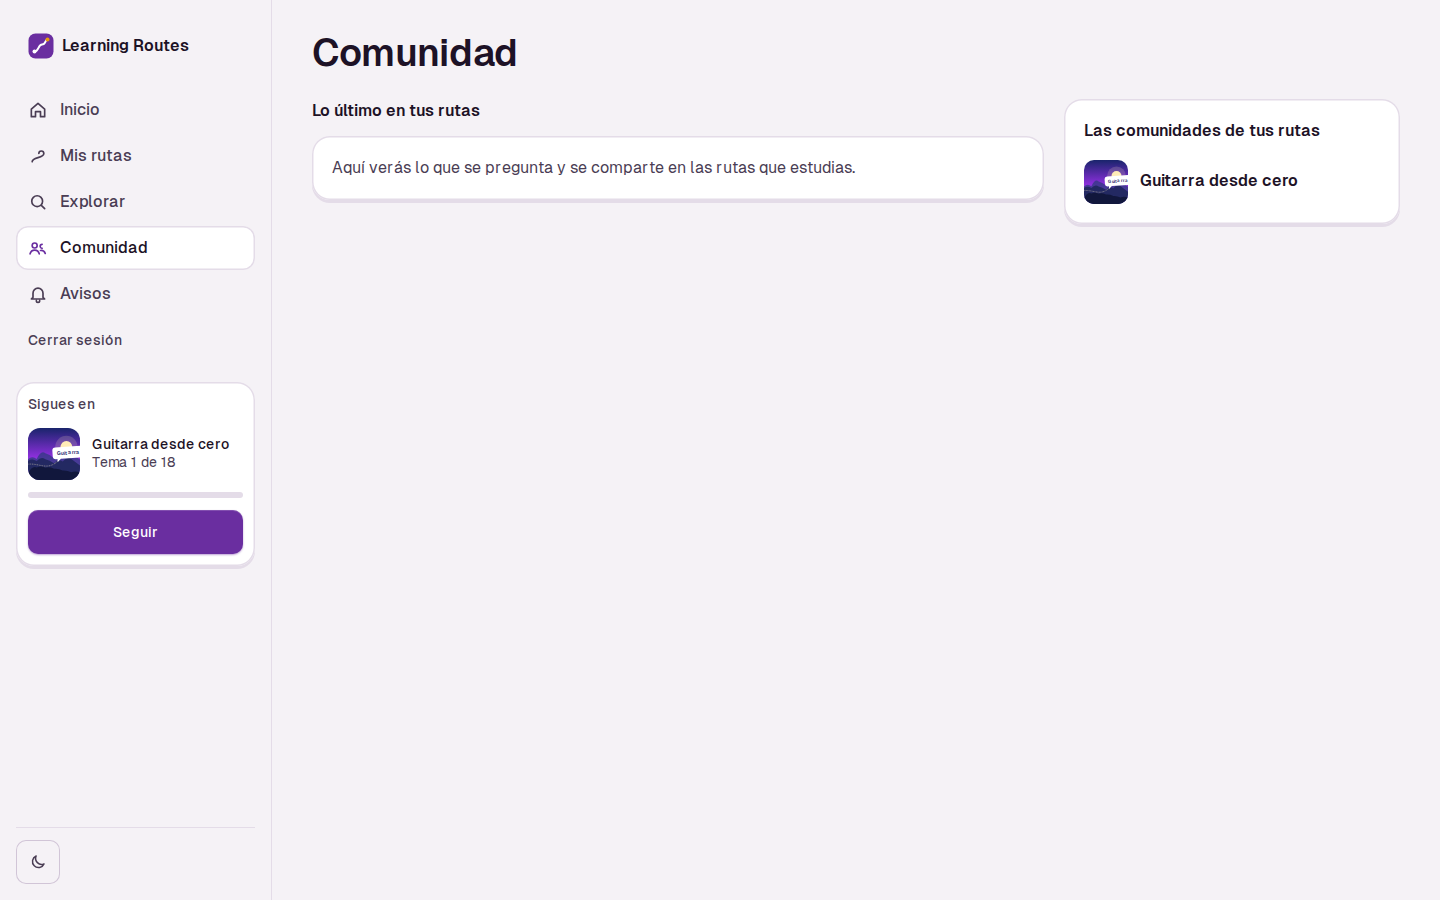 Learning Routes
Inicio
Mis rutas
Explorar
Comunidad
Avisos
Cerrar sesión
Sigues en
Guitarra desde cero
Tema 1 de 18
Seguir
Comunidad
Lo último en tus rutas
Aquí verás lo que se pregunta y se comparte en las rutas que estudias.
Las comunidades de tus rutas
Guitarra desde cero